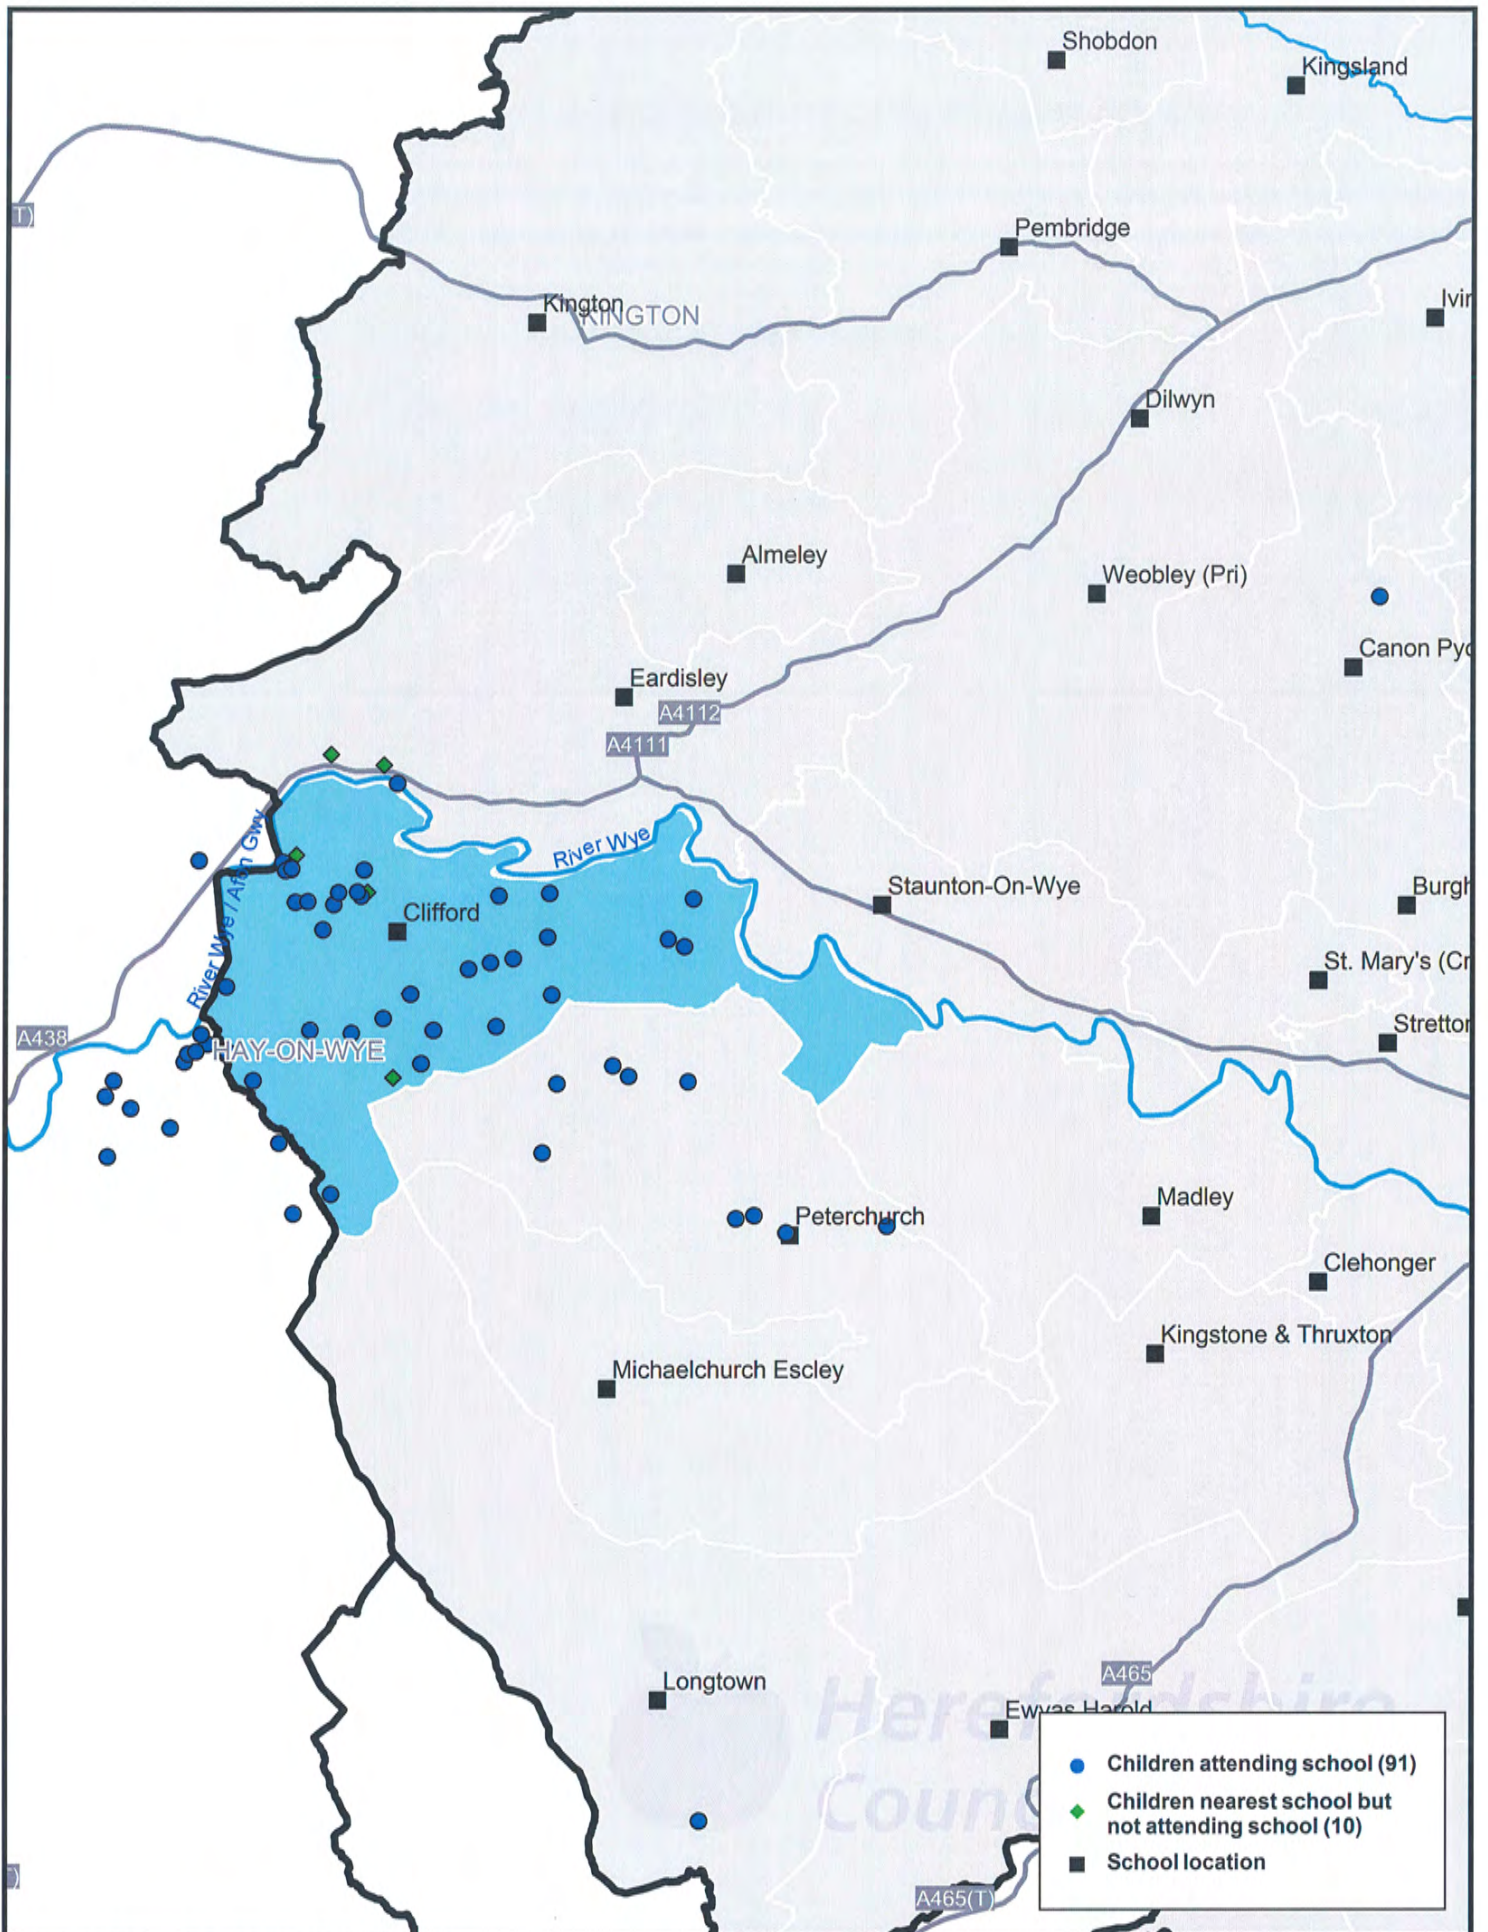 Shobdon
Kingsland
T)
Pembridge
Kington
KINGTON
Ivir
Dilwyn
Almeley
Weobley (Pri)
Canon Pyo
Eardisley
A4112
A4111
River Wye / Afon Gwy
River Wye
Staunton-On-Wye
Burgh
Clifford
St. Mary's (Cr
Strettor
A438
HAY-ON-WYE
Madley
Peterchurch
Clehonger
Kingstone & Thruxton
Michaelchurch Escley
A465
Longtown
Herefordshire
Ewyas Harold
Children attending school (91)
Children nearest school but
not attending school (10)
School location
Counc
)
A465(T)